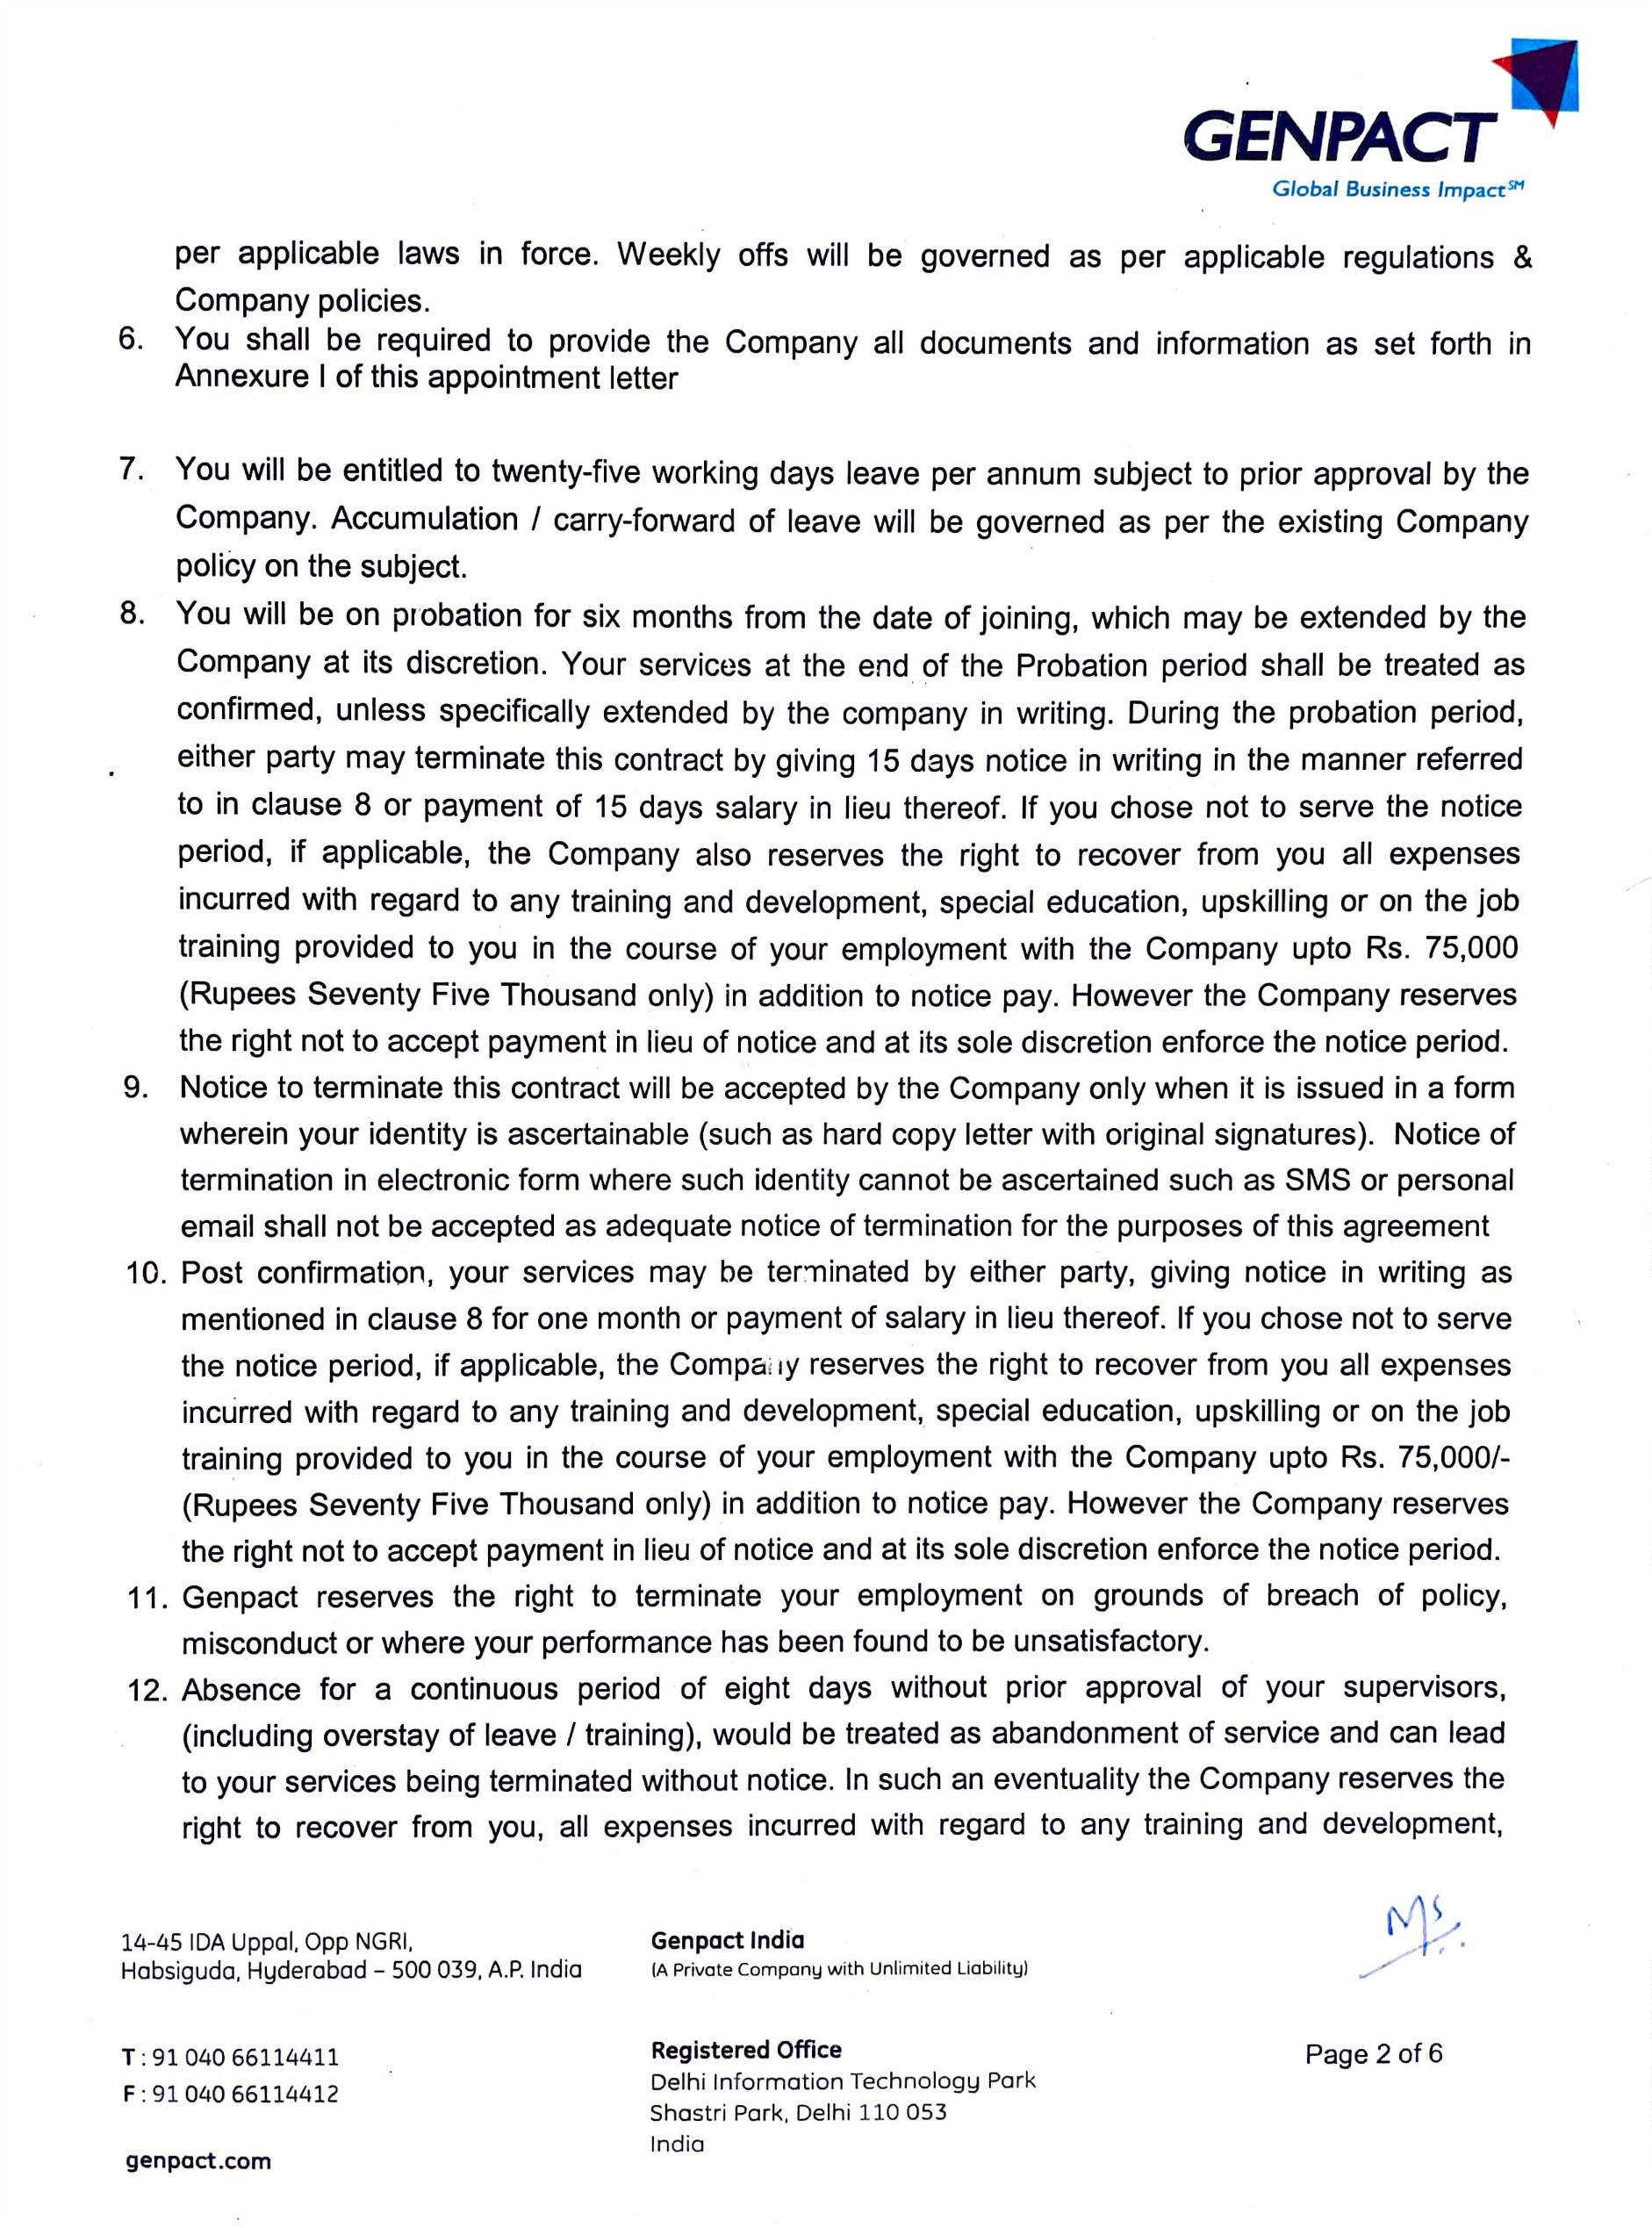 GENPACT
Global Business Impact℠
per applicable laws in force. Weekly offs will be governed as per applicable regulations &
Company policies.
6. You shall be required to provide the Company all documents and information as set forth in
Annexure I of this appointment letter
7. You will be entitled to twenty-five working days leave per annum subject to prior approval by the
Company. Accumulation / carry-forward of leave will be governed as per the existing Company
policy on the subject.
8. You will be on probation for six months from the date of joining, which may be extended by the
Company at its discretion. Your services at the end of the Probation period shall be treated as
confirmed, unless specifically extended by the company in writing. During the probation period,
either party may terminate this contract by giving 15 days notice in writing in the manner referred
to in clause 8 or payment of 15 days salary in lieu thereof. If you chose not to serve the notice
period, if applicable, the Company also reserves the right to recover from you all expenses
incurred with regard to any training and development, special education, upskilling or on the job
training provided to you in the course of your employment with the Company upto Rs. 75,000
(Rupees Seventy Five Thousand only) in addition to notice pay. However the Company reserves
the right not to accept payment in lieu of notice and at its sole discretion enforce the notice period.
9. Notice to terminate this contract will be accepted by the Company only when it is issued in a form
wherein your identity is ascertainable (such as hard copy letter with original signatures). Notice of
termination in electronic form where such identity cannot be ascertained such as SMS or personal
email shall not be accepted as adequate notice of termination for the purposes of this agreement
10. Post confirmation, your services may be terminated by either party, giving notice in writing as
mentioned in clause 8 for one month or payment of salary in lieu thereof. If you chose not to serve
the notice period, if applicable, the Company reserves the right to recover from you all expenses
incurred with regard to any training and development, special education, upskilling or on the job
training provided to you in the course of your employment with the Company upto Rs. 75,000/-
(Rupees Seventy Five Thousand only) in addition to notice pay. However the Company reserves
the right not to accept payment in lieu of notice and at its sole discretion enforce the notice period.
11. Genpact reserves the right to terminate your employment on grounds of breach of policy,
misconduct or where your performance has been found to be unsatisfactory.
12. Absence for a continuous period of eight days without prior approval of your supervisors,
(including overstay of leave / training), would be treated as abandonment of service and can lead
to your services being terminated without notice. In such an eventuality the Company reserves the
right to recover from you, all expenses incurred with regard to any training and development,
14-45 IDA Uppal, Opp NGRI,
Habsiguda, Hyderabad – 500 039, A.P. India
T : 91 040 66114411
F : 91 040 66114412
genpact.com
Genpact India
(A Private Company with Unlimited Liability)
Registered Office
Delhi Information Technology Park
Shastri Park, Delhi 110 053
India
Page 2 of 6